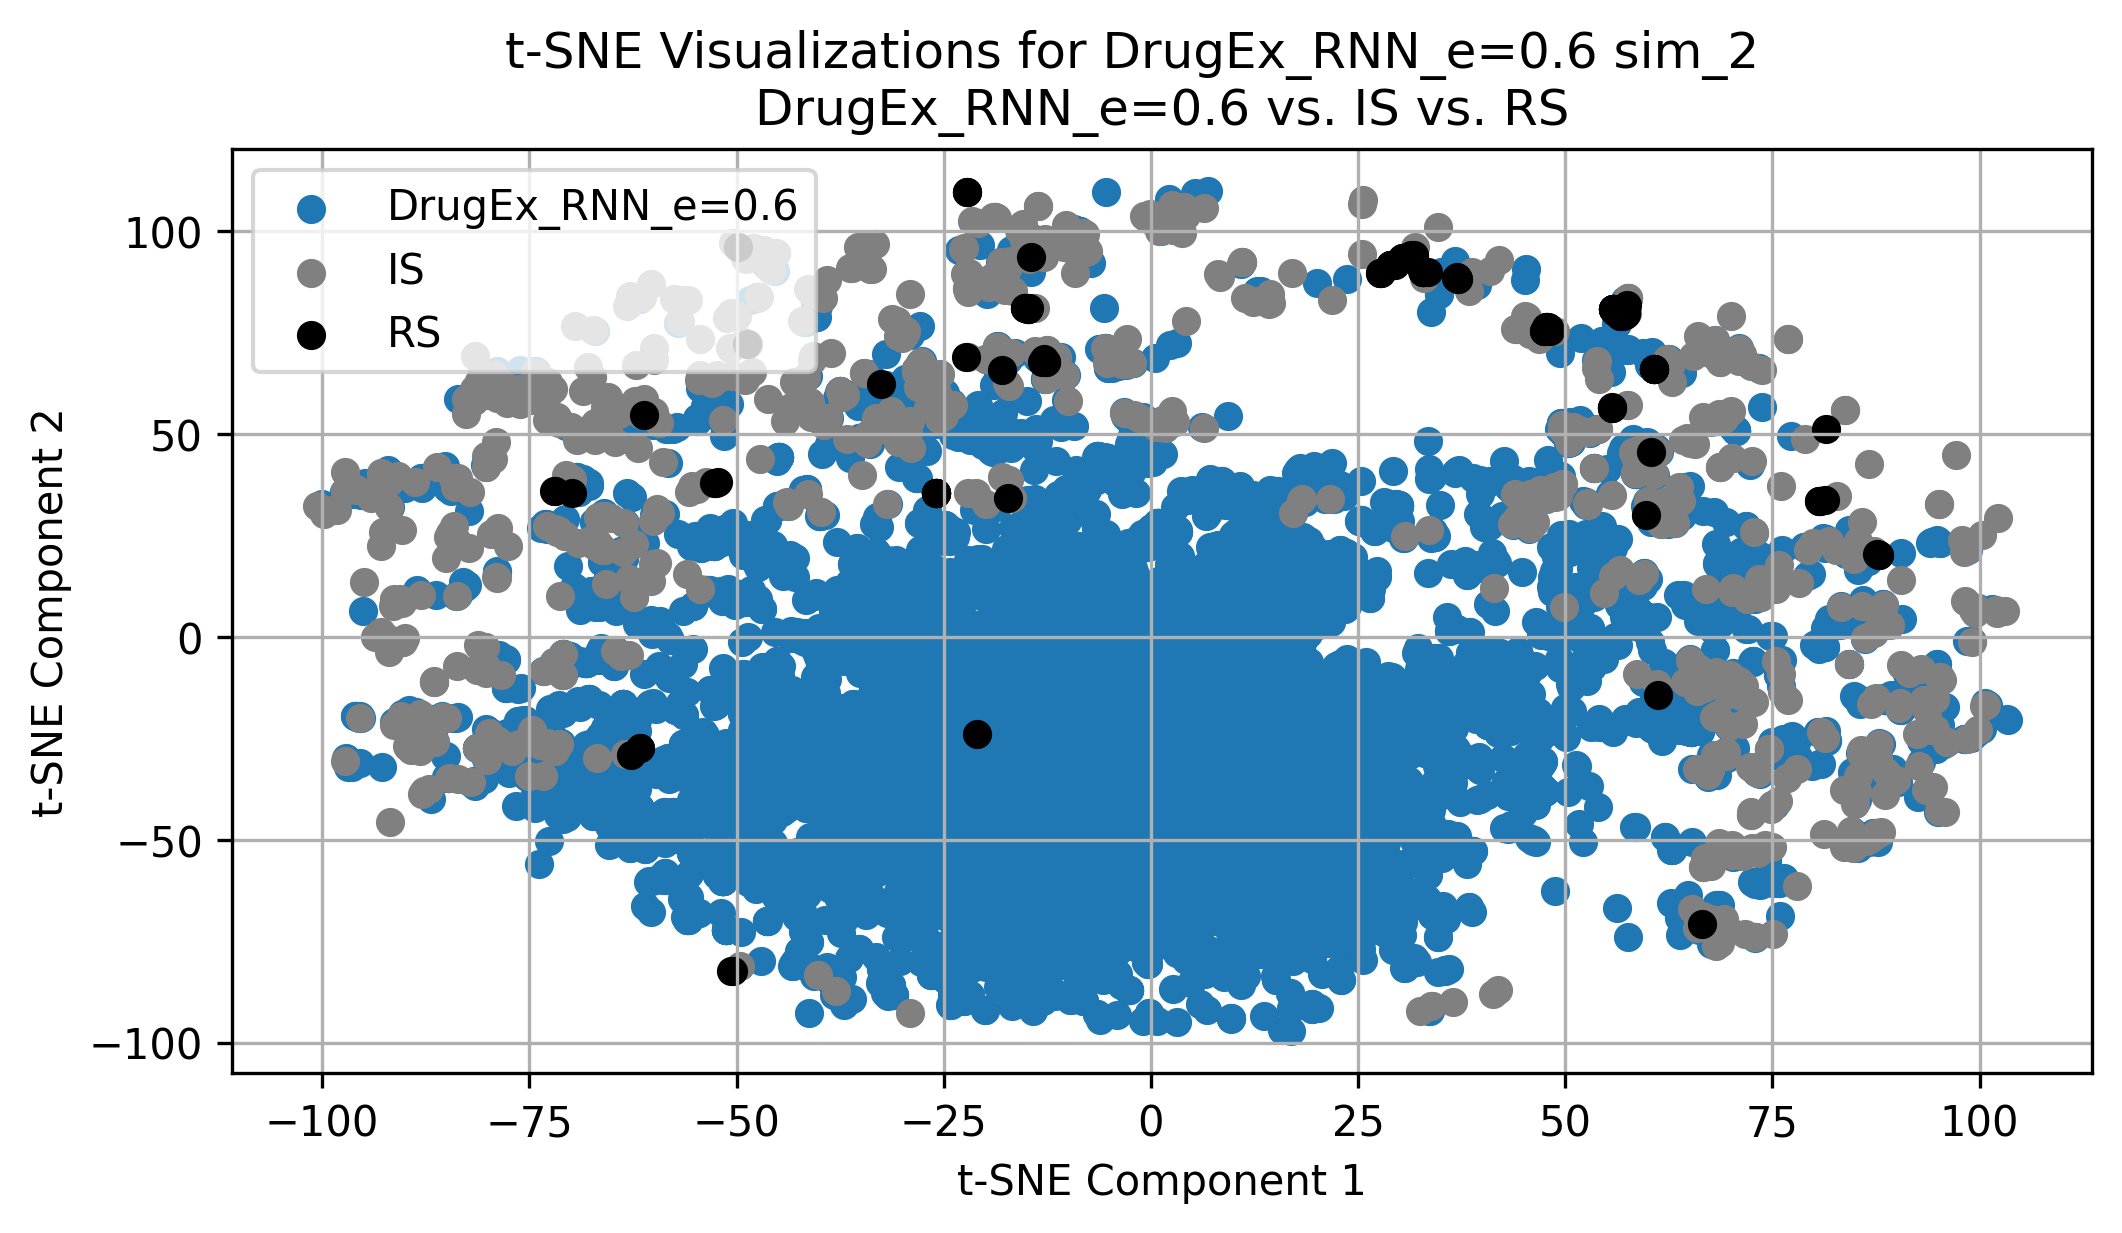 t-SNE Visualizations for DrugEx_RNN_e=0.6 sim_2
DrugEx_RNN_e=0.6 vs. IS vs. RS
DrugEx_RNN_e=0.6
IS
RS
100
50
0
−50
−100
t-SNE Component 2
−100
−75
−50
−25
0
25
50
75
100
t-SNE Component 1